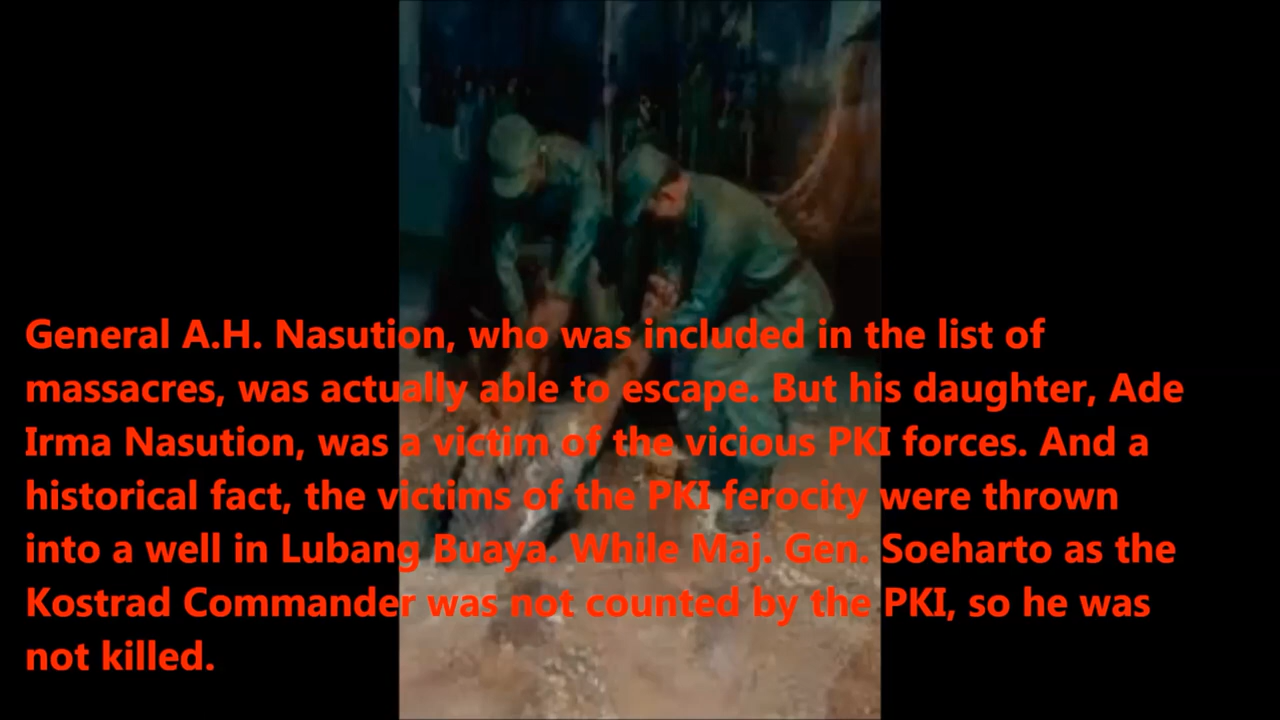 General A.H. Nasution, who was included in the list of
massacres, was actually able to escape. But his daughter, Ade
Irma Nasution, was a victim of the vicious PKI forces. And a
historical fact, the victims of the PKI ferocity were thrown
into a well in Lubang Buaya. While Maj. Gen. Soeharto as the
Kostrad Commander was not counted by the PKI, so he was
not killed.